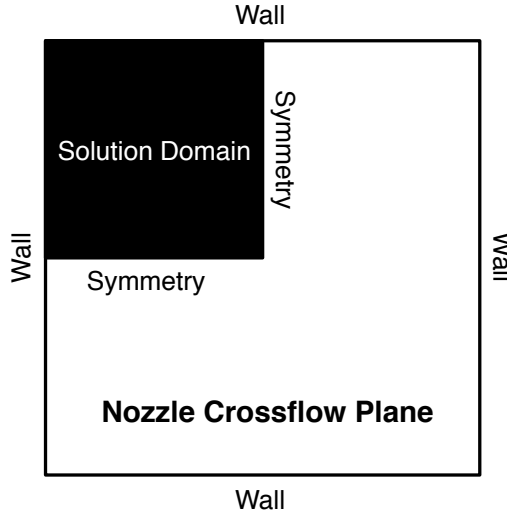 Wall
Solution Domain
Symmetry
Wall
Wall
Symmetry
Nozzle Crossflow Plane
Wall